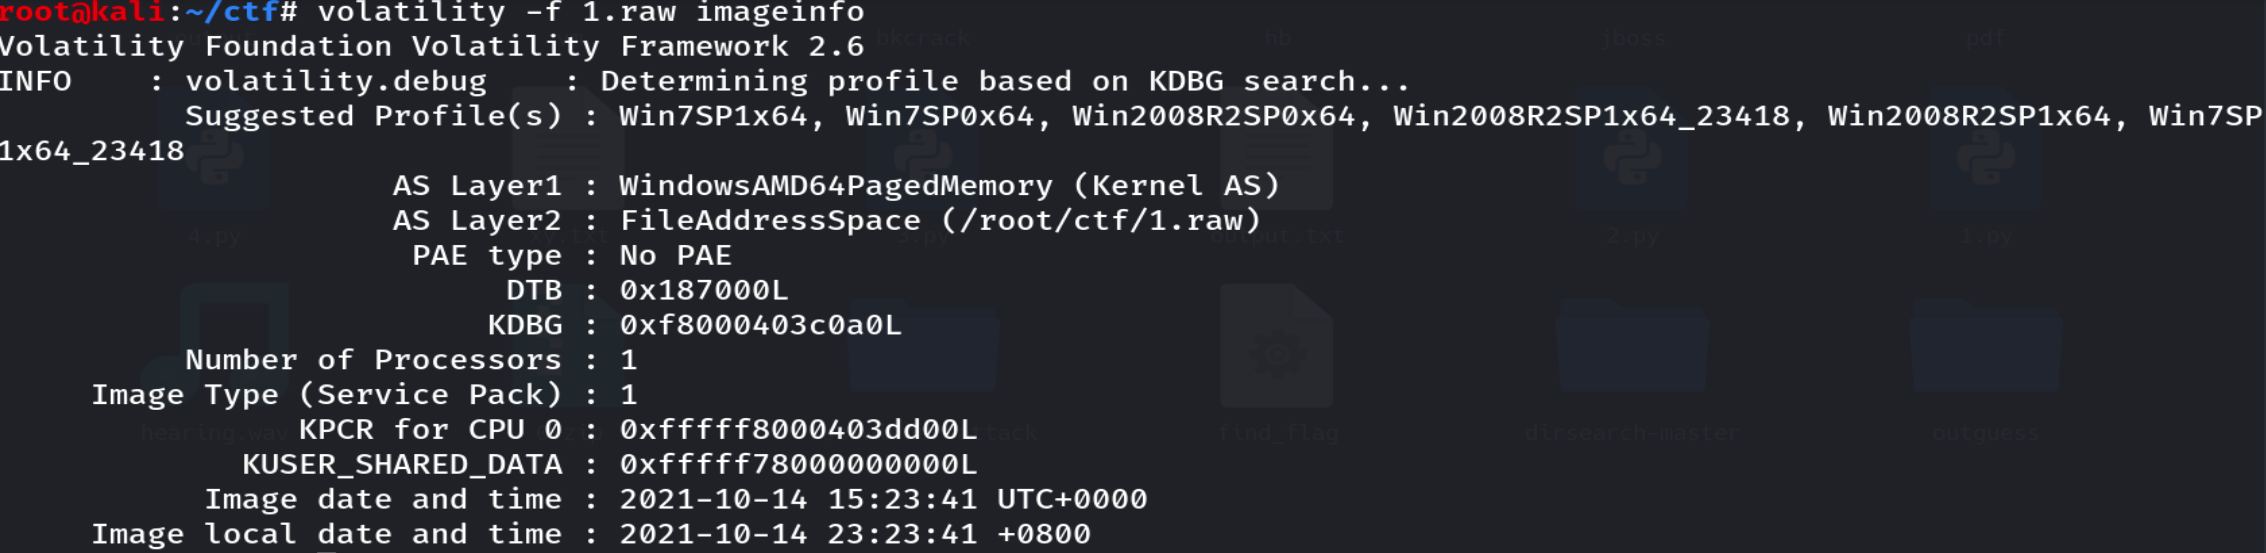 root@kali:~/ctf# volatility -f 1.raw imageinfo
Volatility Foundation Volatility Framework 2.6
INFO    : volatility.debug    : Determining profile based on KDBG search...
          Suggested Profile(s) : Win7SP1x64, Win7SP0x64, Win2008R2SP0x64, Win2008R2SP1x64_23418, Win2008R2SP1x64, Win7SP
1x64_23418
                     AS Layer1 : WindowsAMD64PagedMemory (Kernel AS)
                     AS Layer2 : FileAddressSpace (/root/ctf/1.raw)
                      PAE type : No PAE
                           DTB : 0x187000L
                          KDBG : 0xf8000403c0a0L
          Number of Processors : 1
     Image Type (Service Pack) : 1
                KPCR for CPU 0 : 0xfffff8000403dd00L
             KUSER_SHARED_DATA : 0xfffff78000000000L
           Image date and time : 2021-10-14 15:23:41 UTC+0000
     Image local date and time : 2021-10-14 23:23:41 +0800
bkcrack
hb
jboss
pdf
4.py
output.txt
2.py
1.py
hearing.wav
find_flag
dirsearch-master
outguess